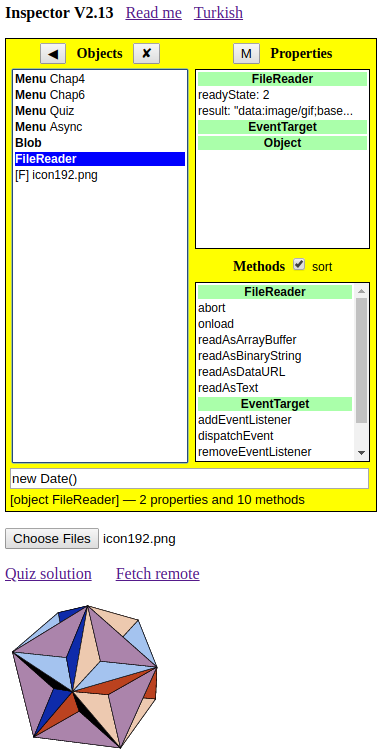 Inspector V2.13 Read me Turkish
◀ Objects ✘ M Properties
Menu Chap4
Menu Chap6
Menu Quiz
Menu Async
Blob
FileReader
[F] icon192.png
FileReader
readyState: 2
result: "data:image/gif;base...
EventTarget
Object
Methods sort
FileReader
abort
onload
readAsArrayBuffer
readAsBinaryString
readAsDataURL
readAsText
EventTarget
addEventListener
dispatchEvent
removeEventListener
new Date()
[object FileReader] — 2 properties and 10 methods
Choose Files icon192.png
Quiz solution Fetch remote